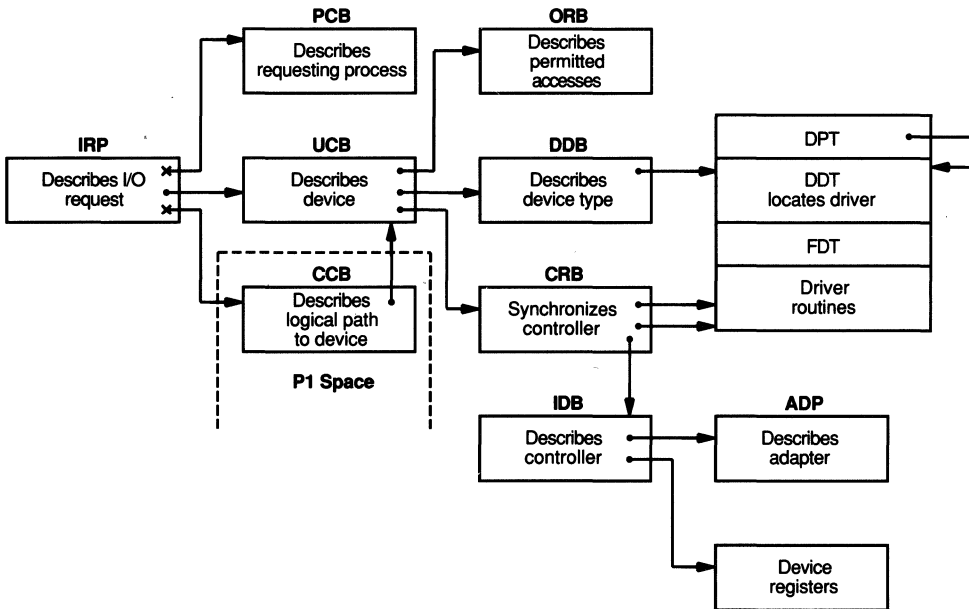 PCB
Describes
requesting process
ORB
Describes
permitted
accesses
IRP
Describes I/O
request
UCB
Describes
device
DDB
Describes
device type
DPT
DDT
locates driver
FDT
Driver
routines
CCB
Describes
logical path
to device
P1 Space
CRB
Synchronizes
controller
IDB
Describes
controller
ADP
Describes
adapter
Device
registers